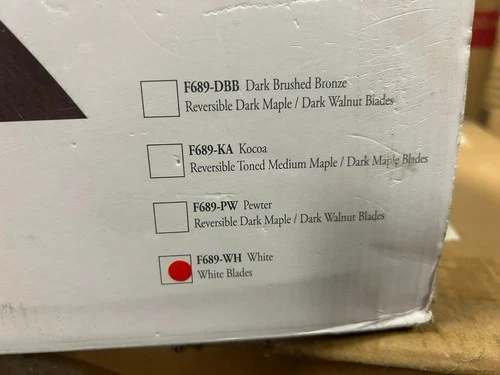 F689-DBB Dark Brushed Bronze
Reversible Dark Maple / Dark Walnut Blades
F689-KA Kocoa
Reversible Toned Medium Maple / Dark Maple Blades
F689-PW Pewter
Reversible Dark Maple / Dark Walnut Blades
F689-WH White
White Blades